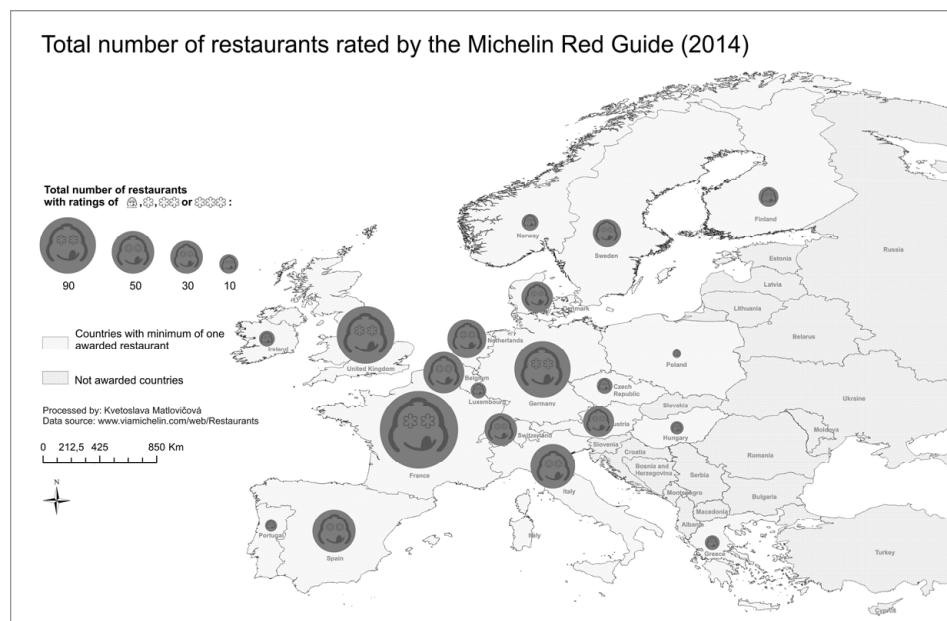 Total number of restaurants rated by the Michelin Red Guide (2014)
Total number of restaurants
with ratings of , , or :
90 50 30 10
Countries with minimum of one
awarded restaurant
Not awarded countries
Processed by: Kvetoslava Matlovičová
Data source: www.viamichelin.com/web/Restaurants
0 212,5 425 850 Km
N
Norway
Sweden
Finland
Russia
Estonia
Latvia
Lithuania
Belarus
Denmark
Ireland
United Kingdom
Netherlands
Belgium
Luxembourg
Germany
Poland
Czech
Republic
Slovakia
Ukraine
Moldova
France
Switzerland
Austria
Hungary
Slovenia
Croatia
Romania
Bosnia and
Herzegovina
Serbia
Montenegro
Bulgaria
Macedonia
Albania
Italy
Italy
Portugal
Spain
Greece
Turkey
Cyprus